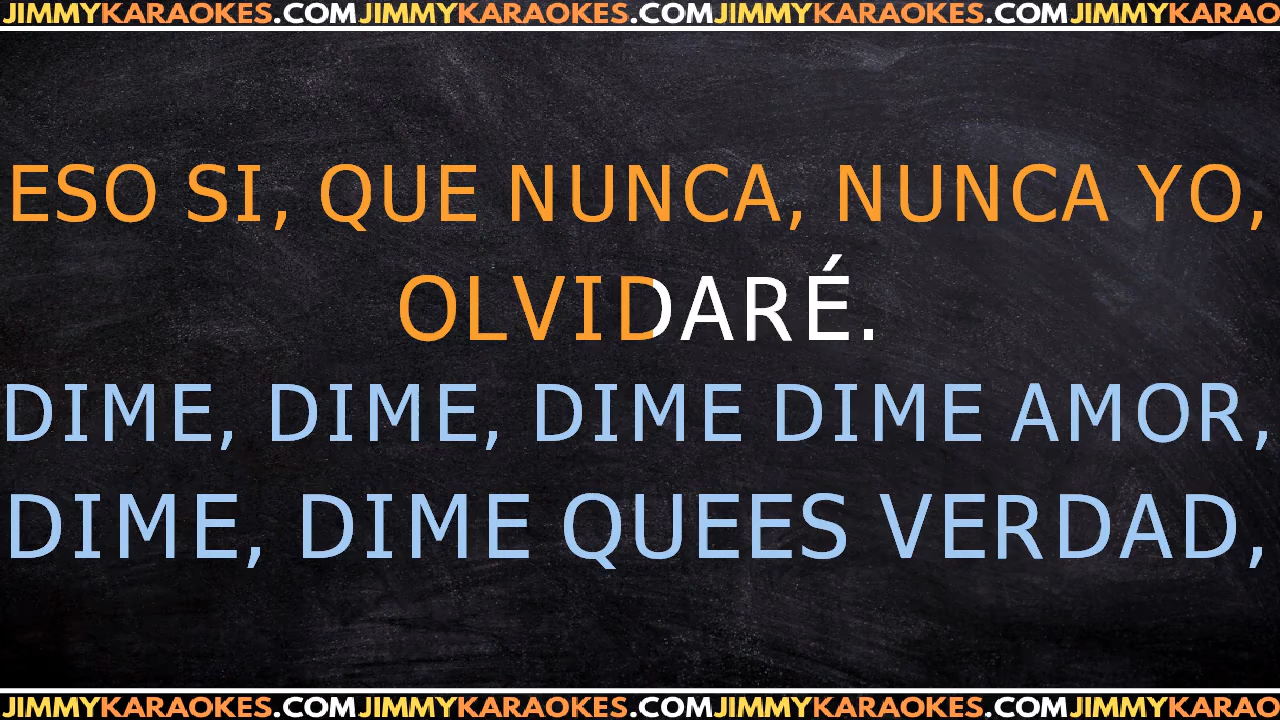 JIMMYKARAOKES.COMJIMMYKARAOKES.COMJIMMYKARAOKES.COMJIMMYKARAO
ESO SI, QUE NUNCA, NUNCA YO,
OLVIDARÉ.
DIME, DIME, DIME DIME AMOR,
DIME, DIME QUEES VERDAD,
JIMMYKARAOKES.COMJIMMYKARAOKES.COMJIMMYKARAOKES.COMJIMMYKARAO